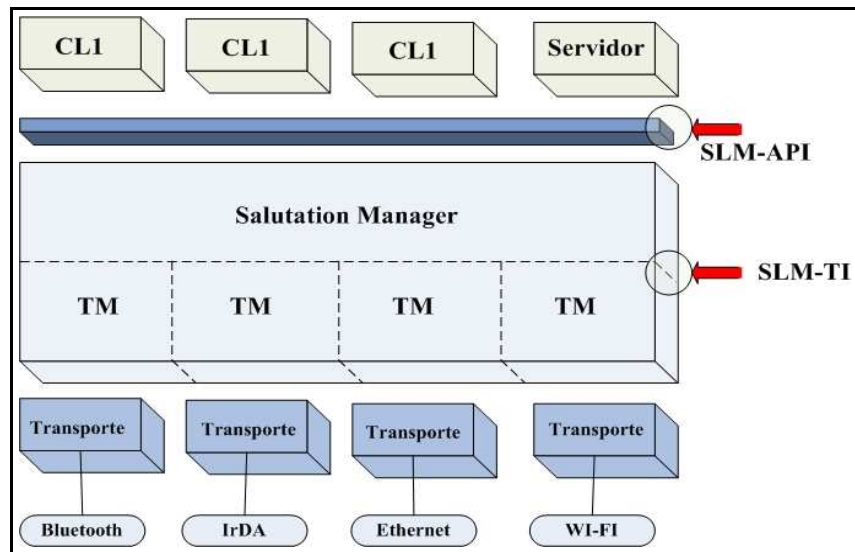 CL1 CL1 CL1 Servidor
SLM-API
Salutation Manager
SLM-TI
TM TM TM TM
Transporte Transporte Transporte Transporte
Bluetooth IrDA Ethernet WI-FI